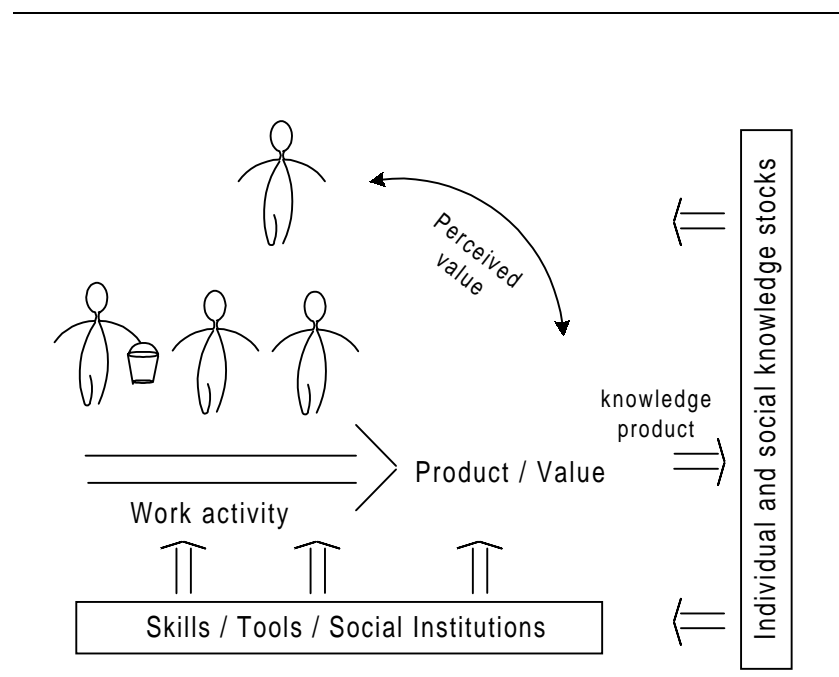 Perceived
value
knowledge
product
Product / Value
Work activity
Skills / Tools / Social Institutions
Individual and social knowledge stocks